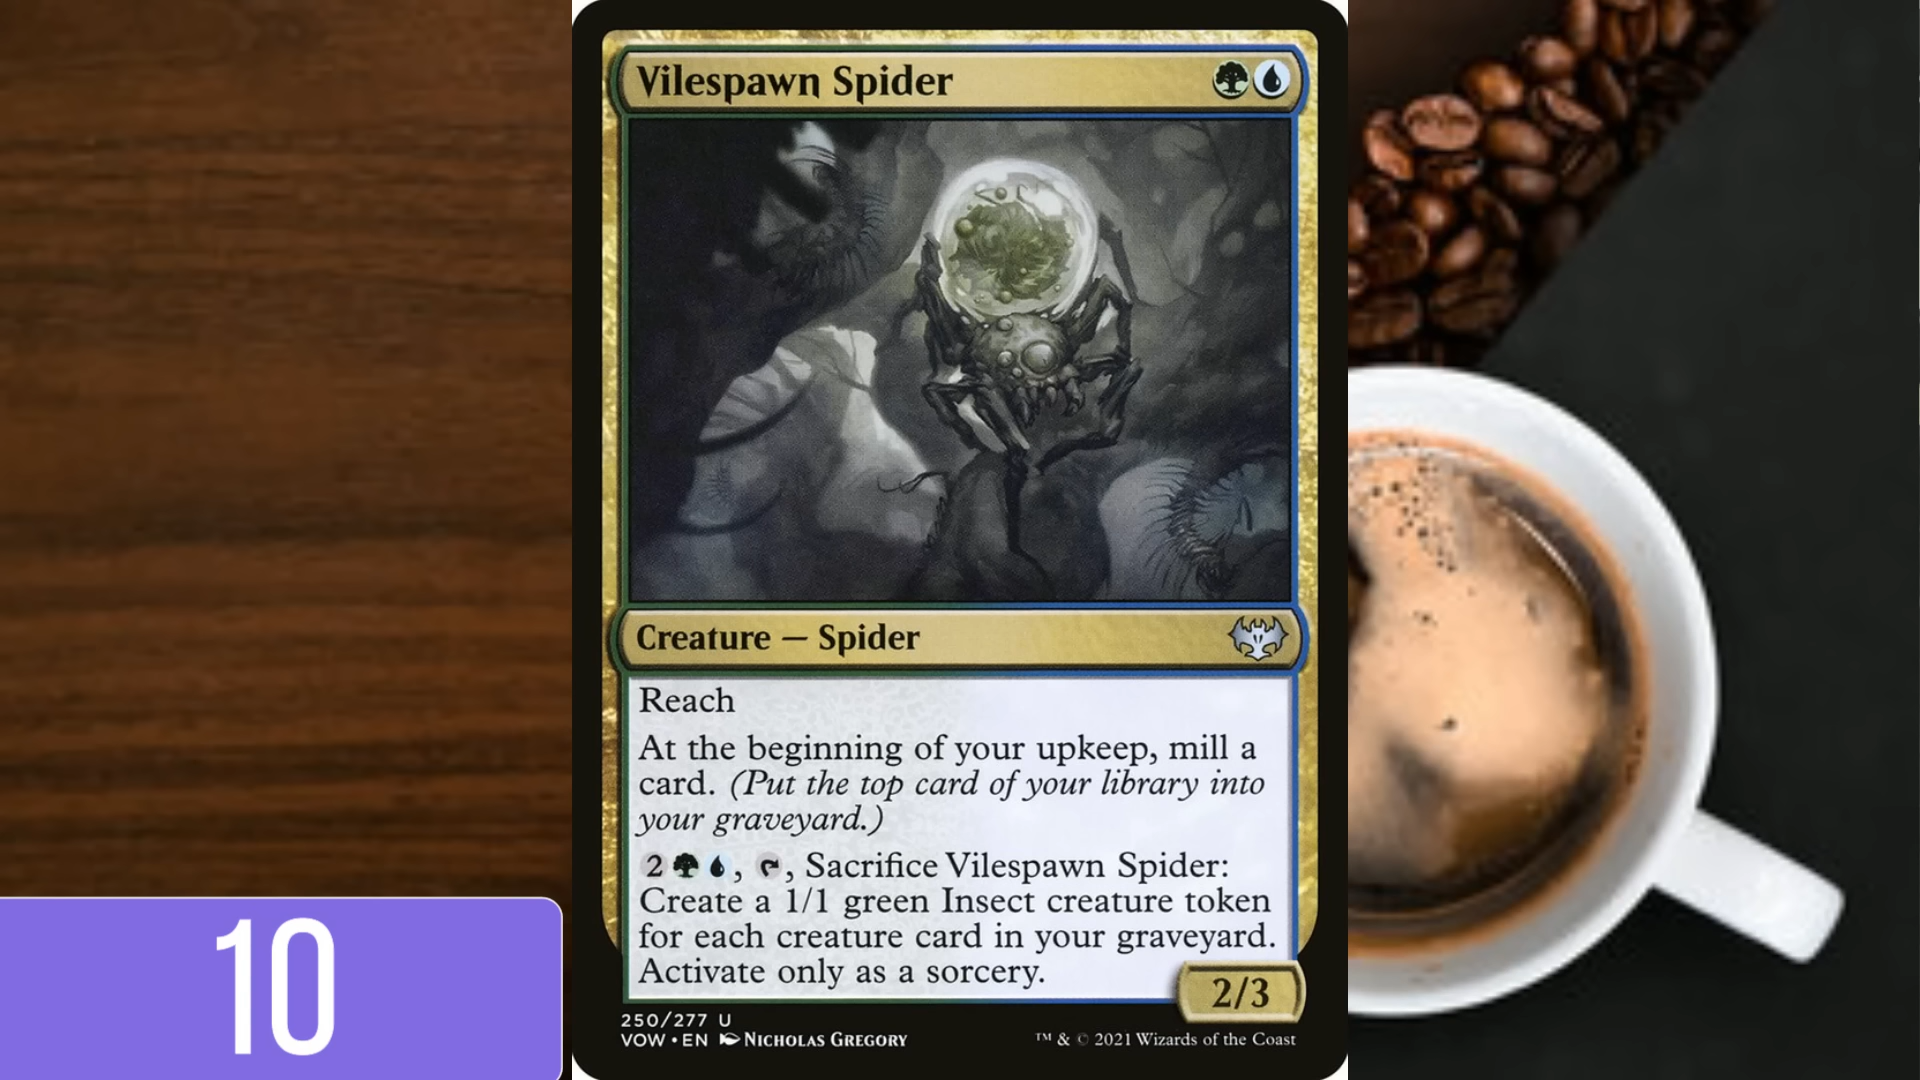 Vilespawn Spider
Creature — Spider
Reach
At the beginning of your upkeep, mill a
card. (Put the top card of your library into
your graveyard.)
2, , Sacrifice Vilespawn Spider:
Create a 1/1 green Insect creature token
for each creature card in your graveyard.
Activate only as a sorcery.
2/3
250/277 U
VOW • EN Nicholas Gregory
™ & © 2021 Wizards of the Coast
10